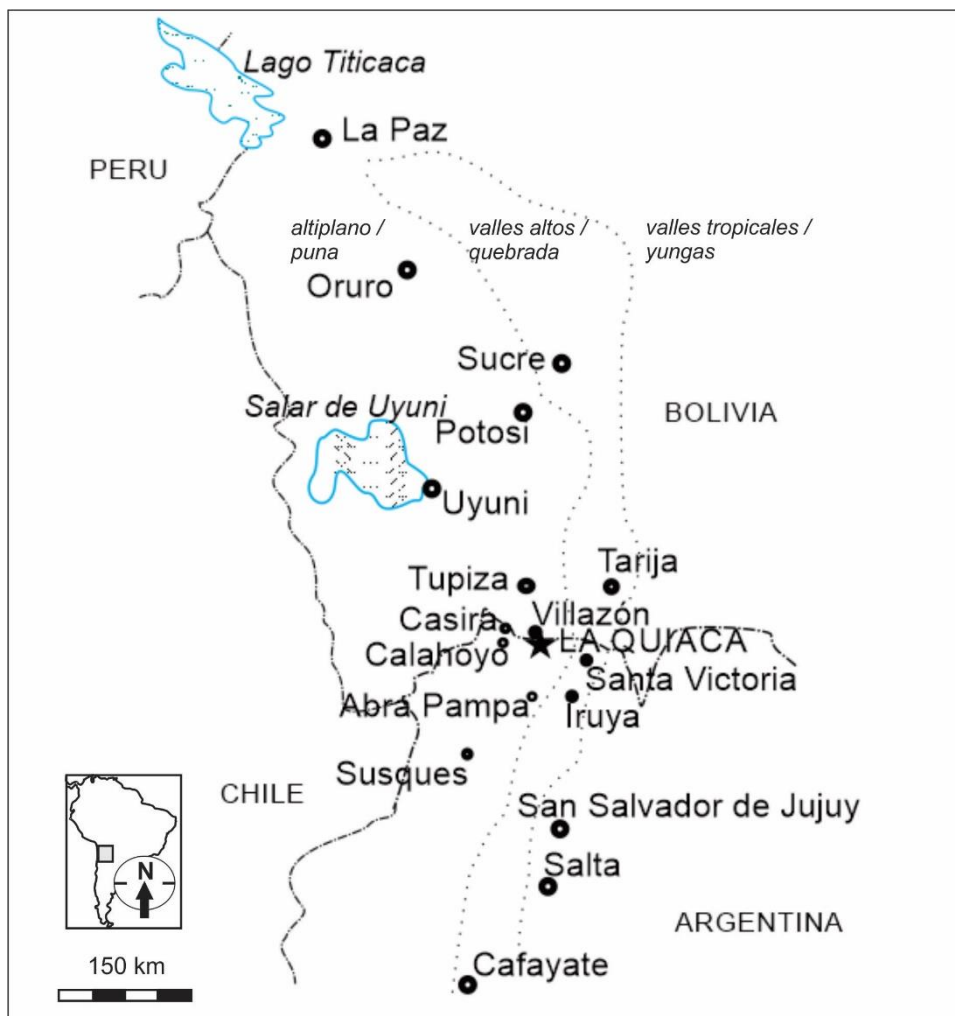 Lago Titicaca
La Paz
PERU
altiplano /
puna
valles altos /
quebrada
valles tropicales /
yungas
Oruro
Sucre
Salar de Uyuni
BOLIVIA
Potosi
Uyuni
Tupiza
Tarija
Casira
Villazón
Calahoyo
LA QUIACA
Santa Victoria
Abra Pampa
Iruya
Susques
CHILE
San Salvador de Jujuy
Salta
N
ARGENTINA
Cafayate
150 km